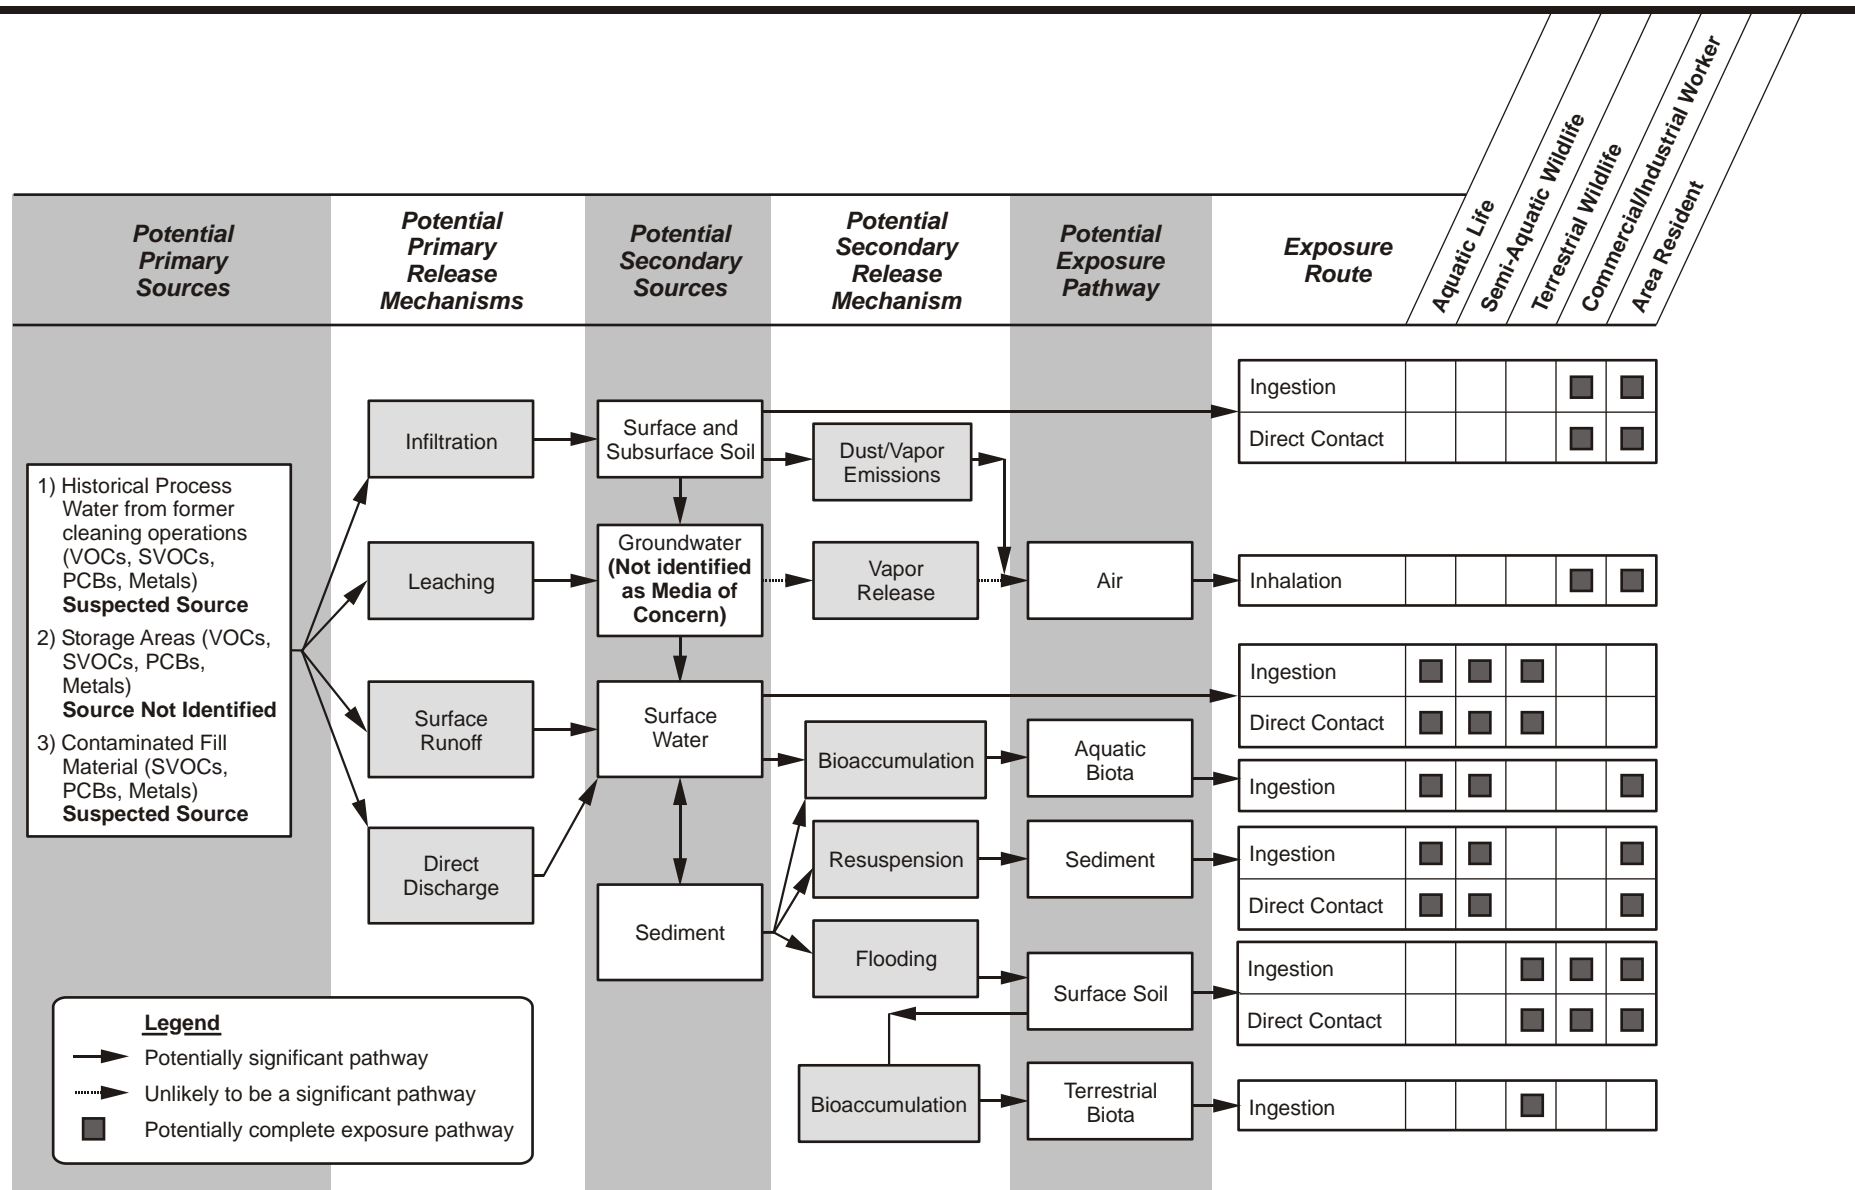 Potential
Primary
Sources
Potential
Primary
Release
Mechanisms
Potential
Secondary
Sources
Potential
Secondary
Release
Mechanism
Potential
Exposure
Pathway
Exposure
Route
Aquatic Life
Semi-Aquatic Wildlife
Terrestrial Wildlife
Commercial/Industrial Worker
Area Resident
1) Historical Process
Water from former
cleaning operations
(VOCs, SVOCs,
PCBs, Metals)
Suspected Source
2) Storage Areas (VOCs,
SVOCs, PCBs,
Metals)
Source Not Identified
3) Contaminated Fill
Material (SVOCs,
PCBs, Metals)
Suspected Source
Infiltration
Leaching
Surface
Runoff
Direct
Discharge
Surface and
Subsurface Soil
Groundwater
(Not identified
as Media of
Concern)
Surface
Water
Sediment
Dust/Vapor
Emissions
Vapor
Release
Bioaccumulation
Resuspension
Flooding
Bioaccumulation
Air
Aquatic
Biota
Sediment
Surface Soil
Terrestrial
Biota
Ingestion
Direct Contact
Inhalation
Ingestion
Direct Contact
Ingestion
Ingestion
Direct Contact
Ingestion
Direct Contact
Ingestion
Legend
Potentially significant pathway
Unlikely to be a significant pathway
Potentially complete exposure pathway